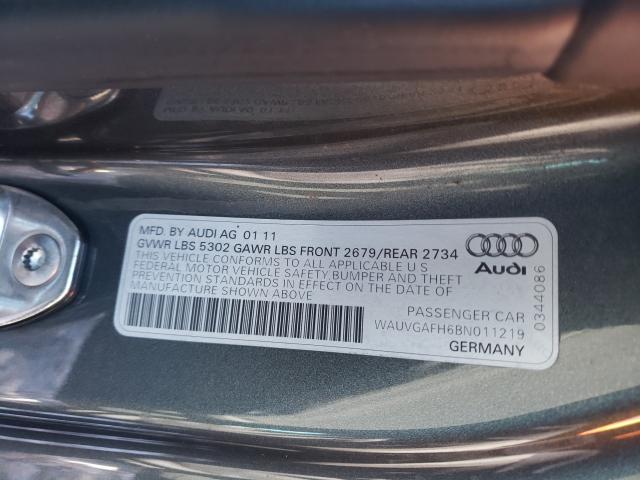 MFD. BY AUDI AG 01 11
GVWR LBS 5302 GAWR LBS FRONT 2679/REAR 2734
THIS VEHICLE CONFORMS TO ALL APPLICABLE U S
FEDERAL MOTOR VEHICLE SAFETY BUMPER AND THEFT
PREVENTION STANDARDS IN EFFECT ON THE DATE OF
MANUFACTURE SHOWN ABOVE
PASSENGER CAR
WAUVGAFH6BN011219
GERMANY
Audi
0344086